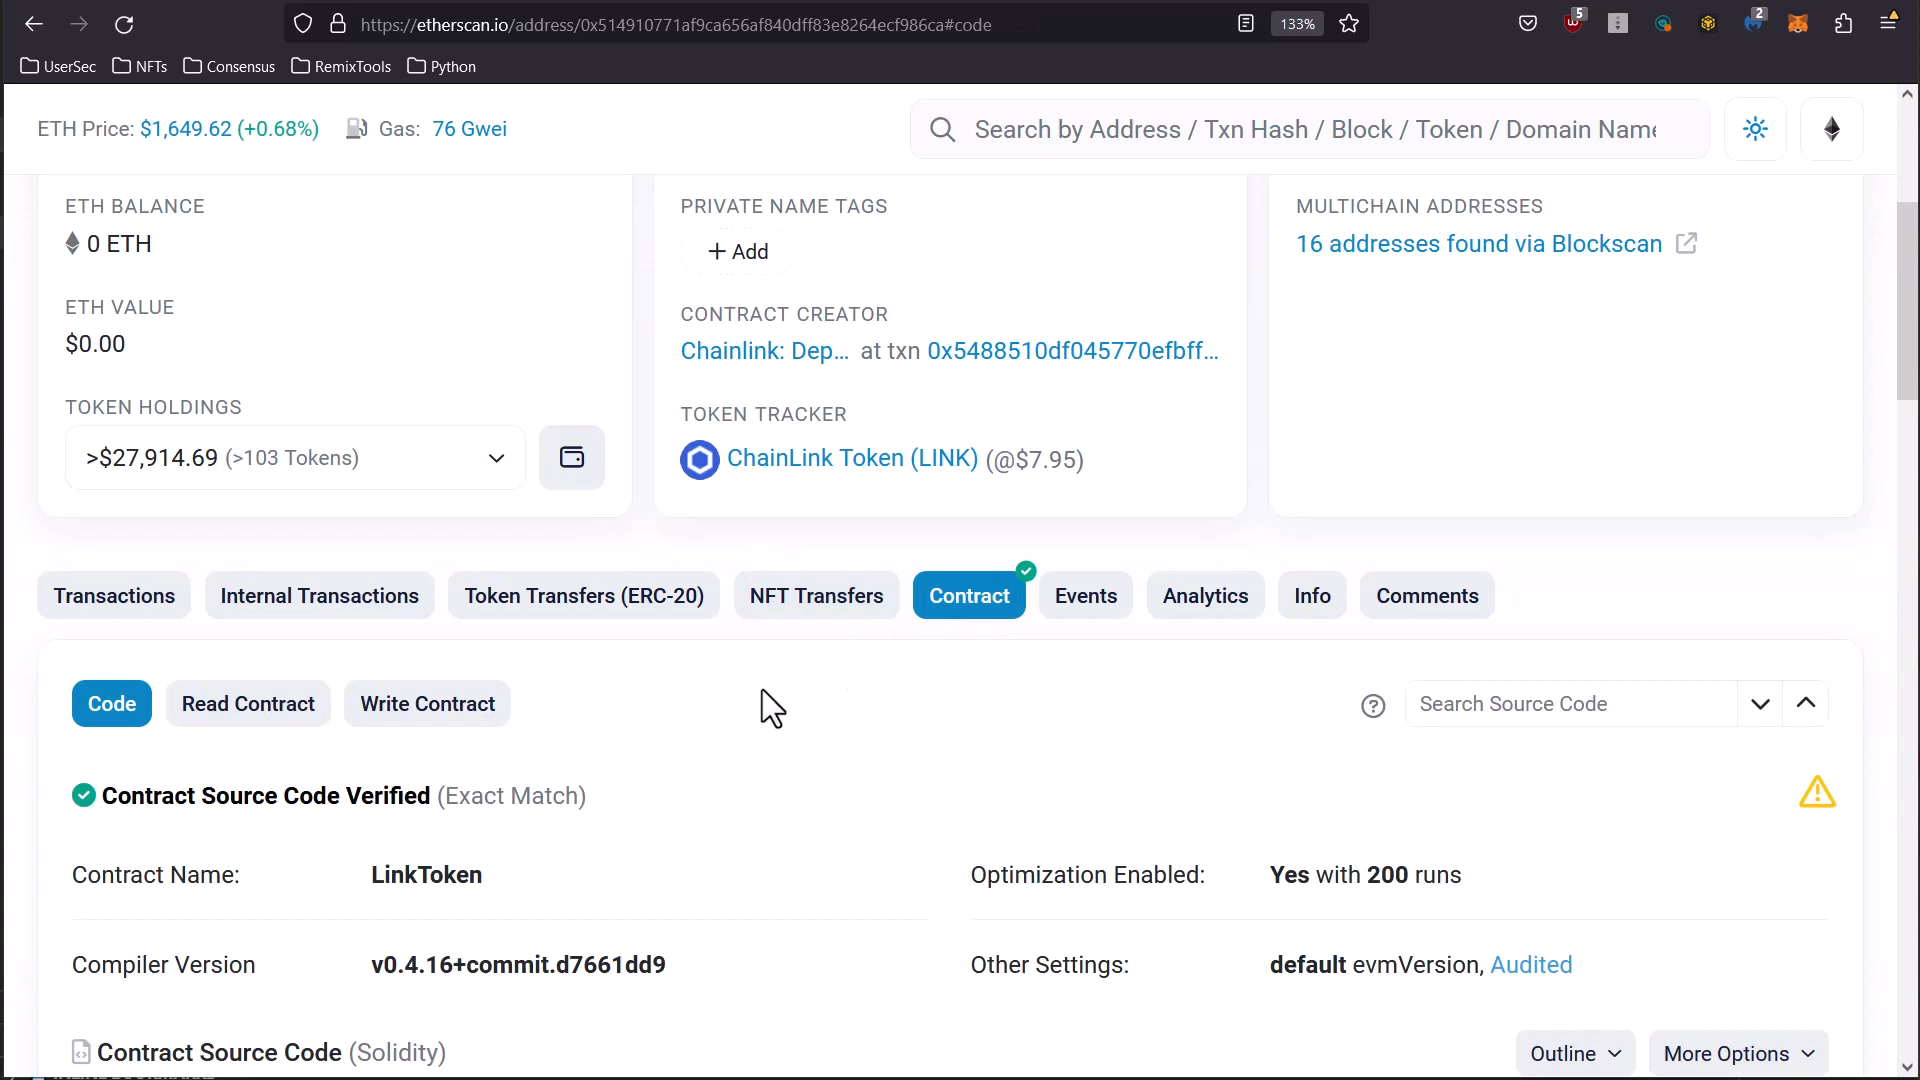 https://etherscan.io/address/0x514910771af9ca656af840dff83e8264ecf986ca#code
133%
5
2
UserSec
NFTs
Consensus
RemixTools
Python
ETH Price: $1,649.62 (+0.68%)
Gas: 76 Gwei
Search by Address / Txn Hash / Block / Token / Domain Name
ETH BALANCE
0 ETH
ETH VALUE
$0.00
TOKEN HOLDINGS
>$27,914.69 (>103 Tokens)
PRIVATE NAME TAGS
+ Add
CONTRACT CREATOR
Chainlink: Dep... at txn 0x5488510df045770efbff...
TOKEN TRACKER
ChainLink Token (LINK) (@$7.95)
MULTICHAIN ADDRESSES
16 addresses found via Blockscan
Transactions
Internal Transactions
Token Transfers (ERC-20)
NFT Transfers
Contract
Events
Analytics
Info
Comments
Code
Read Contract
Write Contract
?
Search Source Code
Contract Source Code Verified (Exact Match)
Contract Name: LinkToken
Optimization Enabled: Yes with 200 runs
Compiler Version v0.4.16+commit.d7661dd9
Other Settings: default evmVersion, Audited
Contract Source Code (Solidity)
Outline
More Options